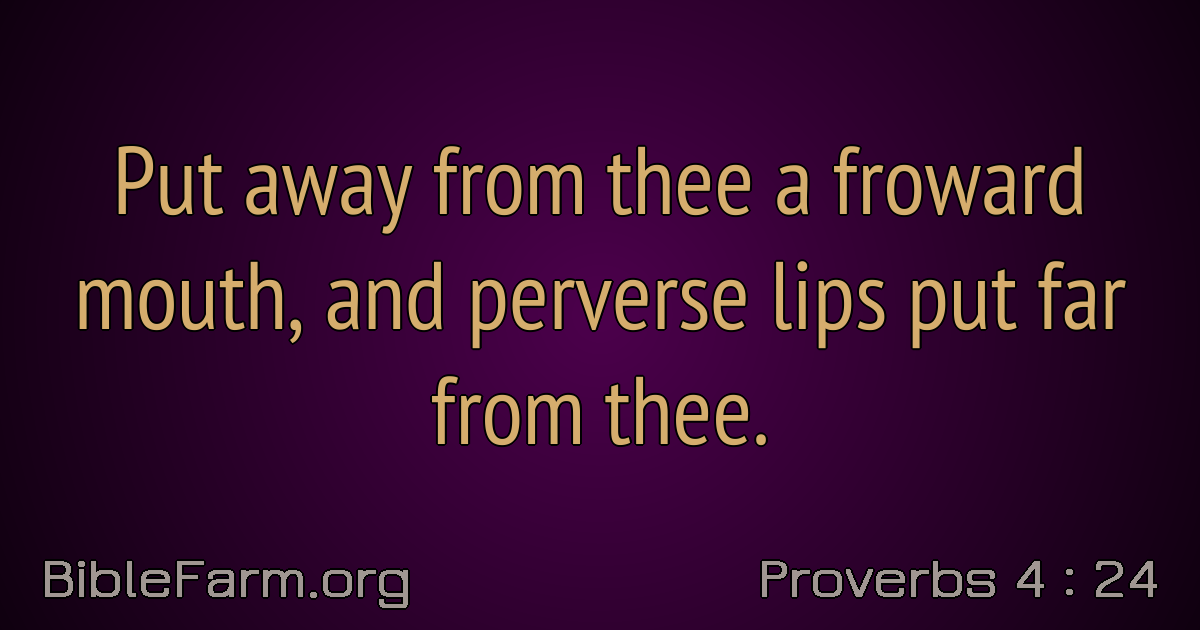 Put away from thee a froward
mouth, and perverse lips put far
from thee.
BibleFarm.org
Proverbs 4 : 24